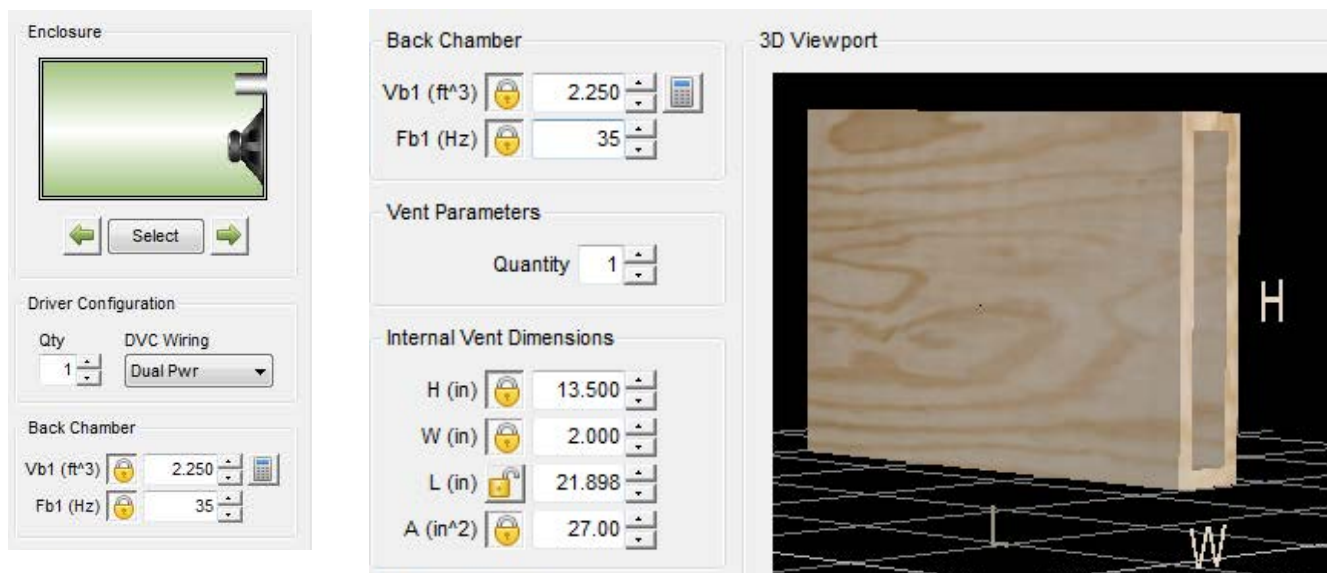 Enclosure
Select
Driver Configuration
Qty DVC Wiring
1 Dual Pwr
Back Chamber
Vb1 (ft^3) 2.250
Fb1 (Hz) 35
Back Chamber
Vb1 (ft^3) 2.250
Fb1 (Hz) 35
Vent Parameters
Quantity 1
Internal Vent Dimensions
H (in) 13.500
W (in) 2.000
L (in) 21.898
A (in^2) 27.00
3D Viewport
H
L
W